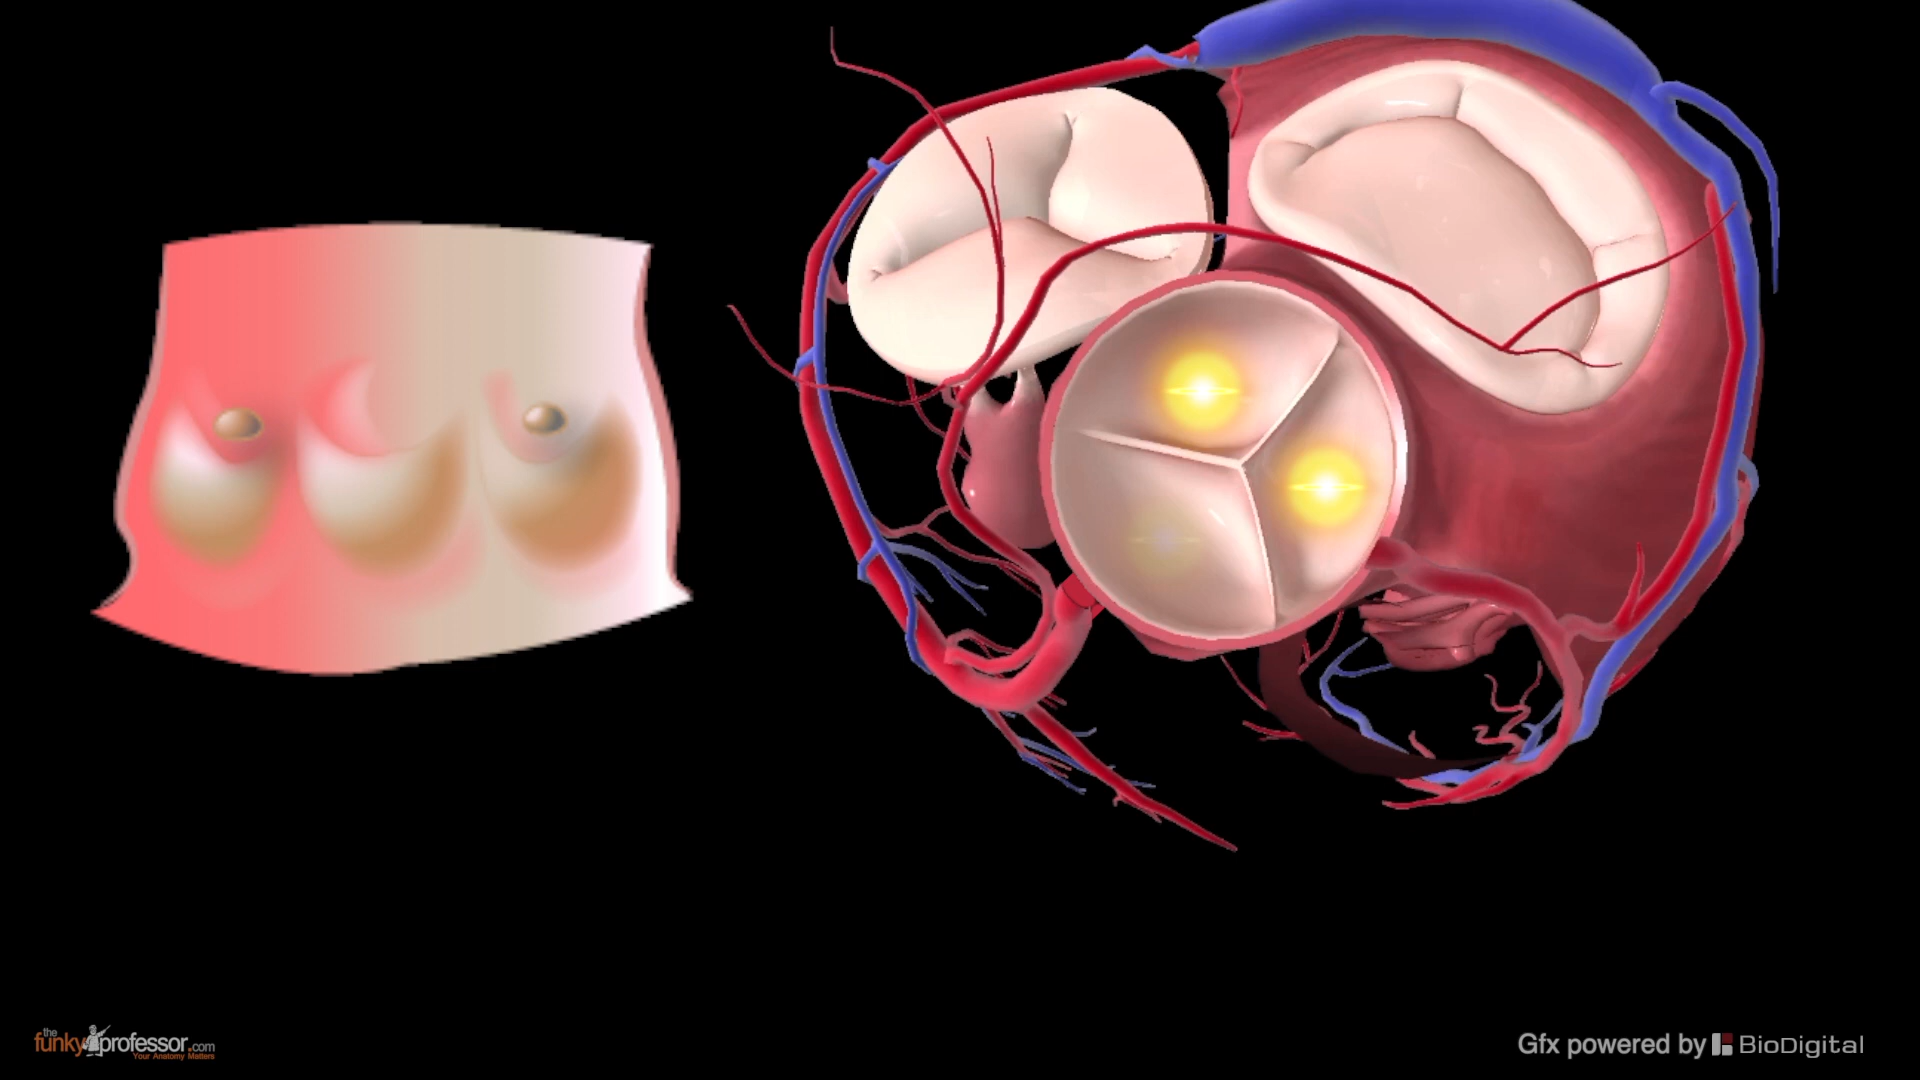 the
funky professor.com
Your Anatomy Matters
Gfx powered by BioDigital